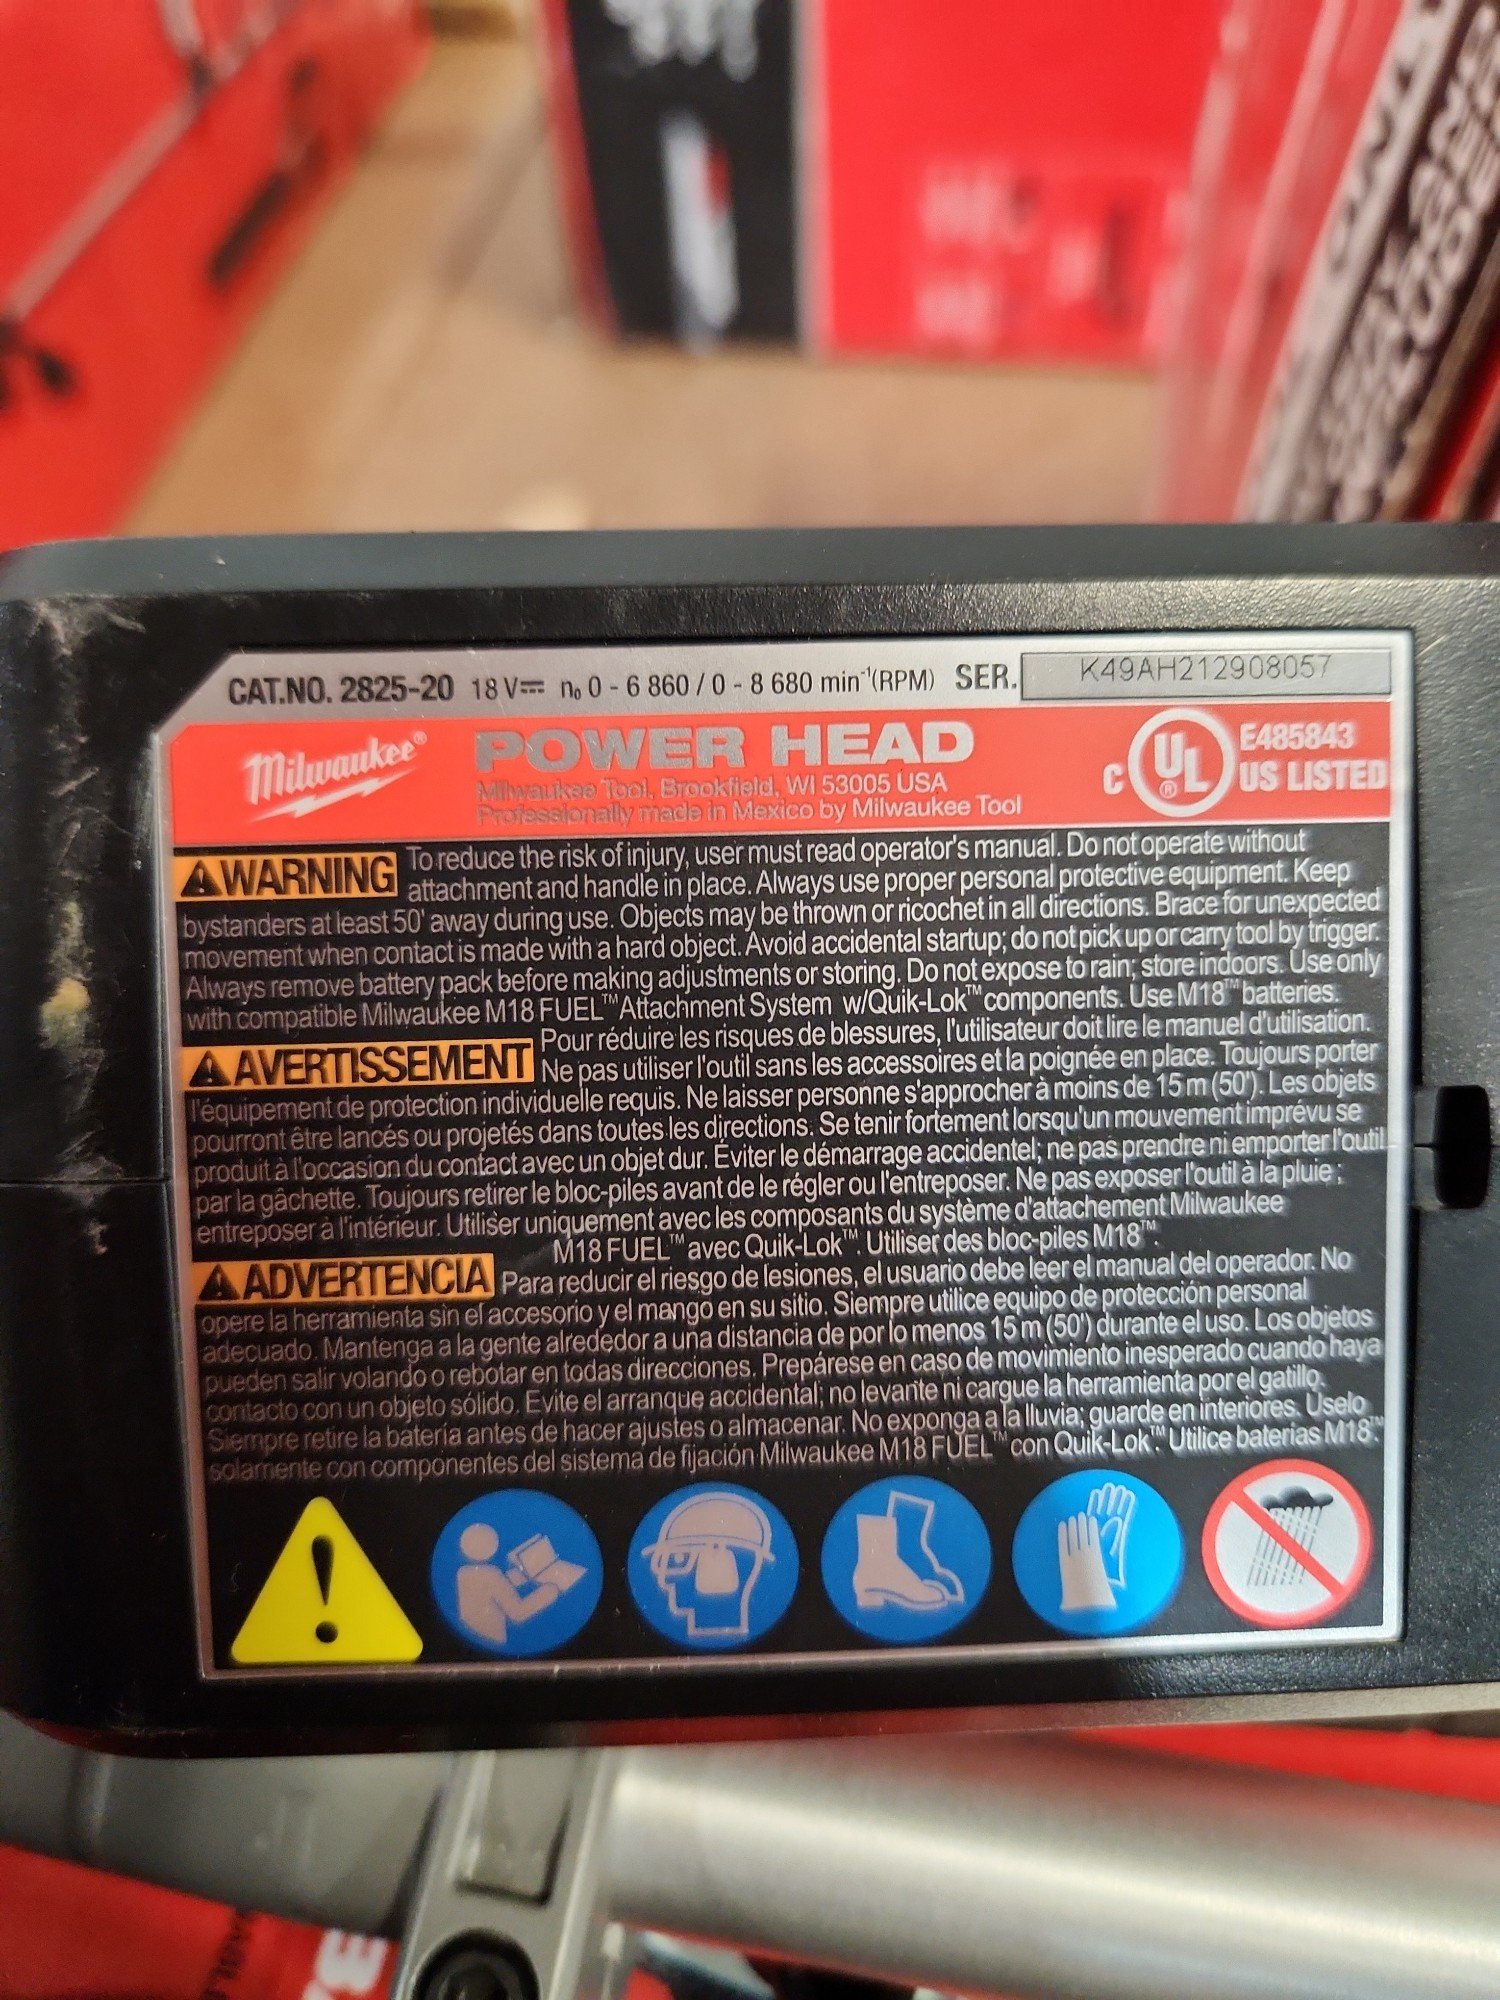 CAT.NO. 2825-20 18 V⎓ n₀ 0 - 6 860 / 0 - 8 680 min⁻¹(RPM) SER. K49AH212908057
Milwaukee®
POWER HEAD
Milwaukee Tool, Brookfield, WI 53005 USA
Professionally made in Mexico by Milwaukee Tool
C UL® E485843
US LISTED
WARNING To reduce the risk of injury, user must read operator's manual. Do not operate without
attachment and handle in place. Always use proper personal protective equipment. Keep
bystanders at least 50' away during use. Objects may be thrown or ricochet in all directions. Brace for unexpected
movement when contact is made with a hard object. Avoid accidental startup; do not pick up or carry tool by trigger.
Always remove battery pack before making adjustments or storing. Do not expose to rain; store indoors. Use only
with compatible Milwaukee M18 FUEL™ Attachment System w/Quik-Lok™ components. Use M18™ batteries.
AVERTISSEMENT Pour réduire les risques de blessures, l'utilisateur doit lire le manuel d'utilisation.
Ne pas utiliser l'outil sans les accessoires et la poignée en place. Toujours porter
l'équipement de protection individuelle requis. Ne laisser personne s'approcher à moins de 15 m (50'). Les objets
pourront être lancés ou projetés dans toutes les directions. Se tenir fortement lorsqu'un mouvement imprévu se
produit à l'occasion du contact avec un objet dur. Éviter le démarrage accidentel; ne pas prendre ni emporter l'outil
par la gâchette. Toujours retirer le bloc-piles avant de le régler ou l'entreposer. Ne pas exposer l'outil à la pluie ;
entreposer à l'intérieur. Utiliser uniquement avec les composants du système d'attachement Milwaukee
M18 FUEL™ avec Quik-Lok™. Utiliser des bloc-piles M18™.
ADVERTENCIA Para reducir el riesgo de lesiones, el usuario debe leer el manual del operador. No
opere la herramienta sin el accesorio y el mango en su sitio. Siempre utilice equipo de protección personal
adecuado. Mantenga a la gente alrededor a una distancia de por lo menos 15 m (50') durante el uso. Los objetos
pueden salir volando o rebotar en todas direcciones. Prepárese en caso de movimiento inesperado cuando haya
contacto con un objeto sólido. Evite el arranque accidental; no levante ni cargue la herramienta por el gatillo.
Siempre retire la batería antes de hacer ajustes o almacenar. No exponga a la lluvia; guarde en interiores. Úselo
solamente con componentes del sistema de fijación Milwaukee M18 FUEL™ con Quik-Lok™. Utilice baterías M18™.